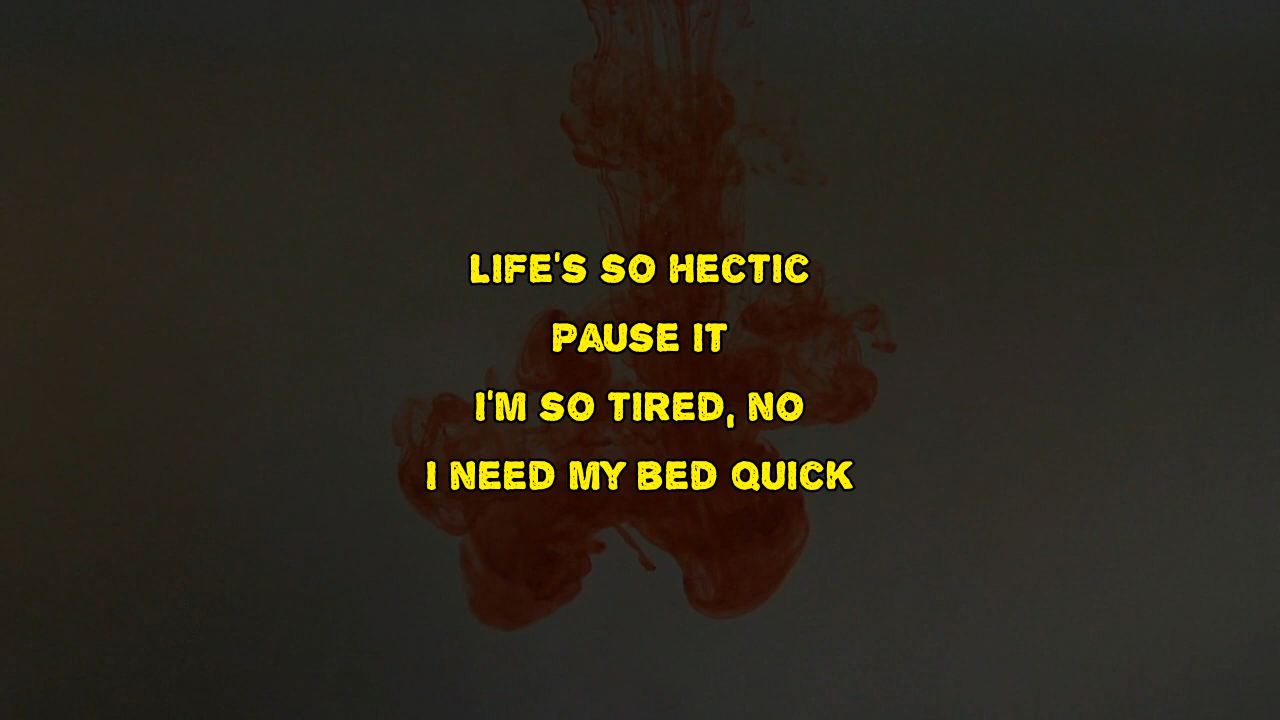 LIFE'S SO HECTIC
PAUSE IT
I'M SO TIRED, NO
I NEED MY BED QUICK